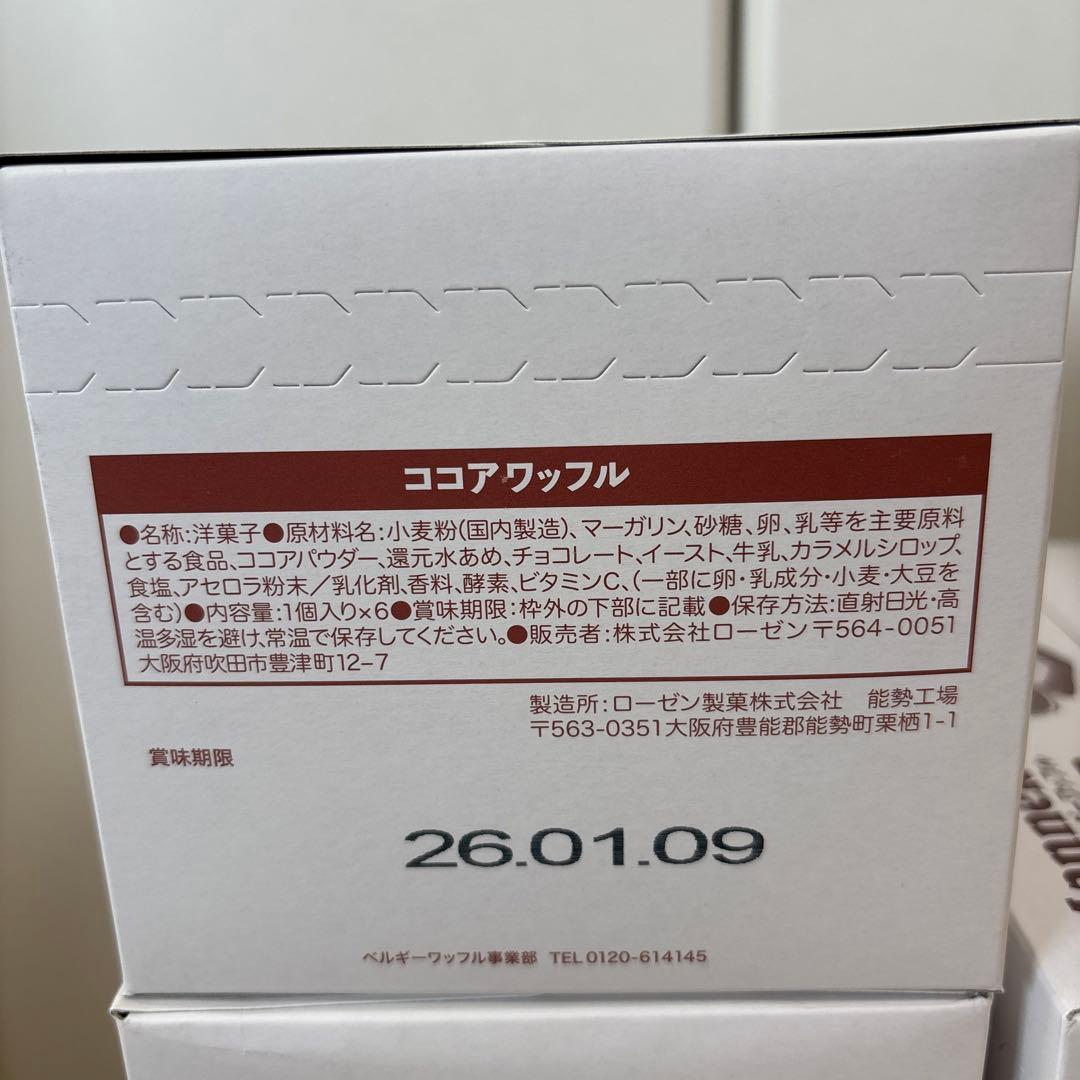 ココアワッフル
●名称:洋菓子●原材料名:小麦粉(国内製造)、マーガリン、砂糖、卵、乳等を主要原料
とする食品、ココアパウダー、還元水あめ、チョコレート、イースト、牛乳、カラメルシロップ、
食塩、アセロラ粉末／乳化剤、香料、酵素、ビタミンC、(一部に卵・乳成分・小麦・大豆を
含む)●内容量:1個入り×6●賞味期限:枠外の下部に記載●保存方法:直射日光・高
温多湿を避け、常温で保存してください。●販売者:株式会社ローゼン〒564-0051
大阪府吹田市豊津町12-7
製造所:ローゼン製菓株式会社 能勢工場
〒563-0351大阪府豊能郡能勢町栗栖1-1
賞味期限
26.01.09
ベルギーワッフル事業部 TEL 0120-614145